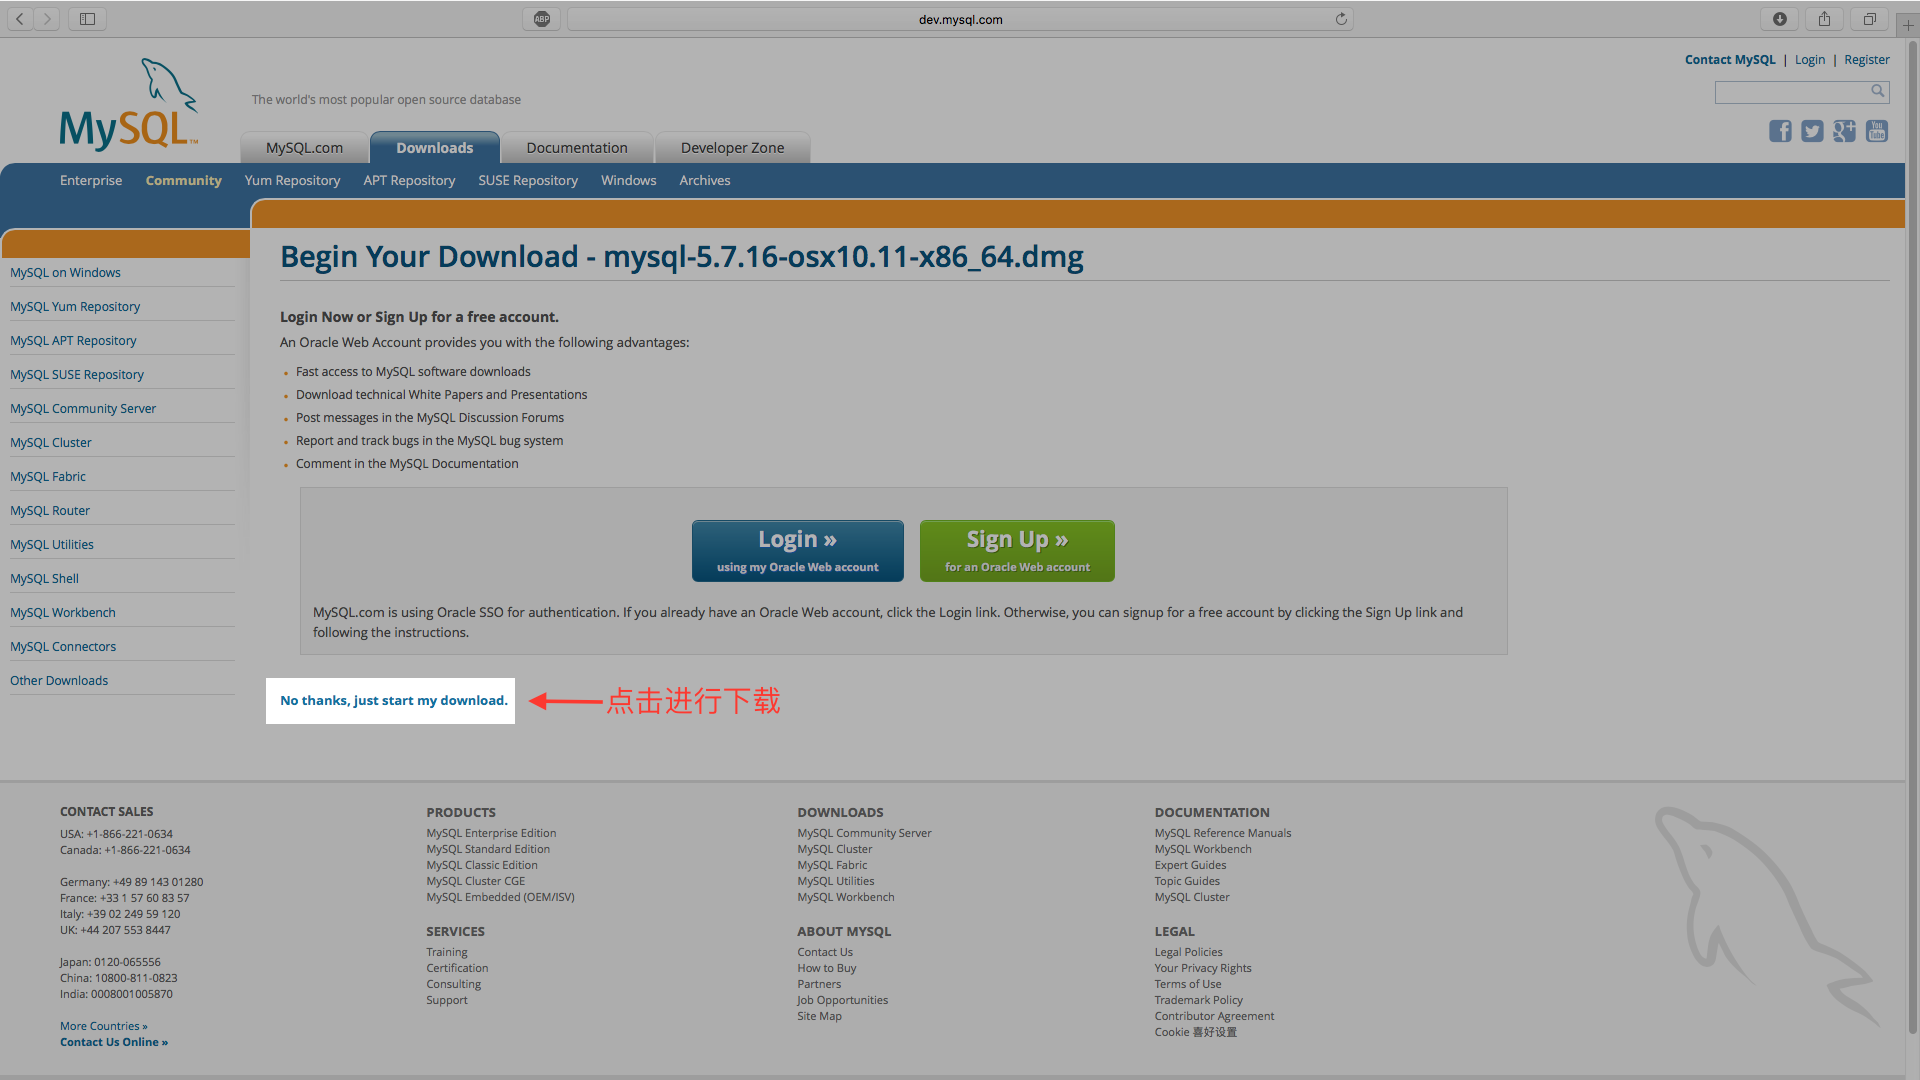 ABP
dev.mysql.com
Contact MySQL | Login | Register
MySQL™
The world's most popular open source database
MySQL.com
Downloads
Documentation
Developer Zone
Enterprise
Community
Yum Repository
APT Repository
SUSE Repository
Windows
Archives
MySQL on Windows
MySQL Yum Repository
MySQL APT Repository
MySQL SUSE Repository
MySQL Community Server
MySQL Cluster
MySQL Fabric
MySQL Router
MySQL Utilities
MySQL Shell
MySQL Workbench
MySQL Connectors
Other Downloads
Begin Your Download - mysql-5.7.16-osx10.11-x86_64.dmg
Login Now or Sign Up for a free account.
An Oracle Web Account provides you with the following advantages:
Fast access to MySQL software downloads
Download technical White Papers and Presentations
Post messages in the MySQL Discussion Forums
Report and track bugs in the MySQL bug system
Comment in the MySQL Documentation
Login »
using my Oracle Web account
Sign Up »
for an Oracle Web account
MySQL.com is using Oracle SSO for authentication. If you already have an Oracle Web account, click the Login link. Otherwise, you can signup for a free account by clicking the Sign Up link and
following the instructions.
No thanks, just start my download.
点击进行下载
CONTACT SALES
USA: +1-866-221-0634
Canada: +1-866-221-0634
Germany: +49 89 143 01280
France: +33 1 57 60 83 57
Italy: +39 02 249 59 120
UK: +44 207 553 8447
Japan: 0120-065556
China: 10800-811-0823
India: 0008001005870
More Countries »
Contact Us Online »
PRODUCTS
MySQL Enterprise Edition
MySQL Standard Edition
MySQL Classic Edition
MySQL Cluster CGE
MySQL Embedded (OEM/ISV)
SERVICES
Training
Certification
Consulting
Support
DOWNLOADS
MySQL Community Server
MySQL Cluster
MySQL Fabric
MySQL Utilities
MySQL Workbench
ABOUT MYSQL
Contact Us
How to Buy
Partners
Job Opportunities
Site Map
DOCUMENTATION
MySQL Reference Manuals
MySQL Workbench
Expert Guides
Topic Guides
MySQL Cluster
LEGAL
Legal Policies
Your Privacy Rights
Terms of Use
Trademark Policy
Contributor Agreement
Cookie 喜好设置